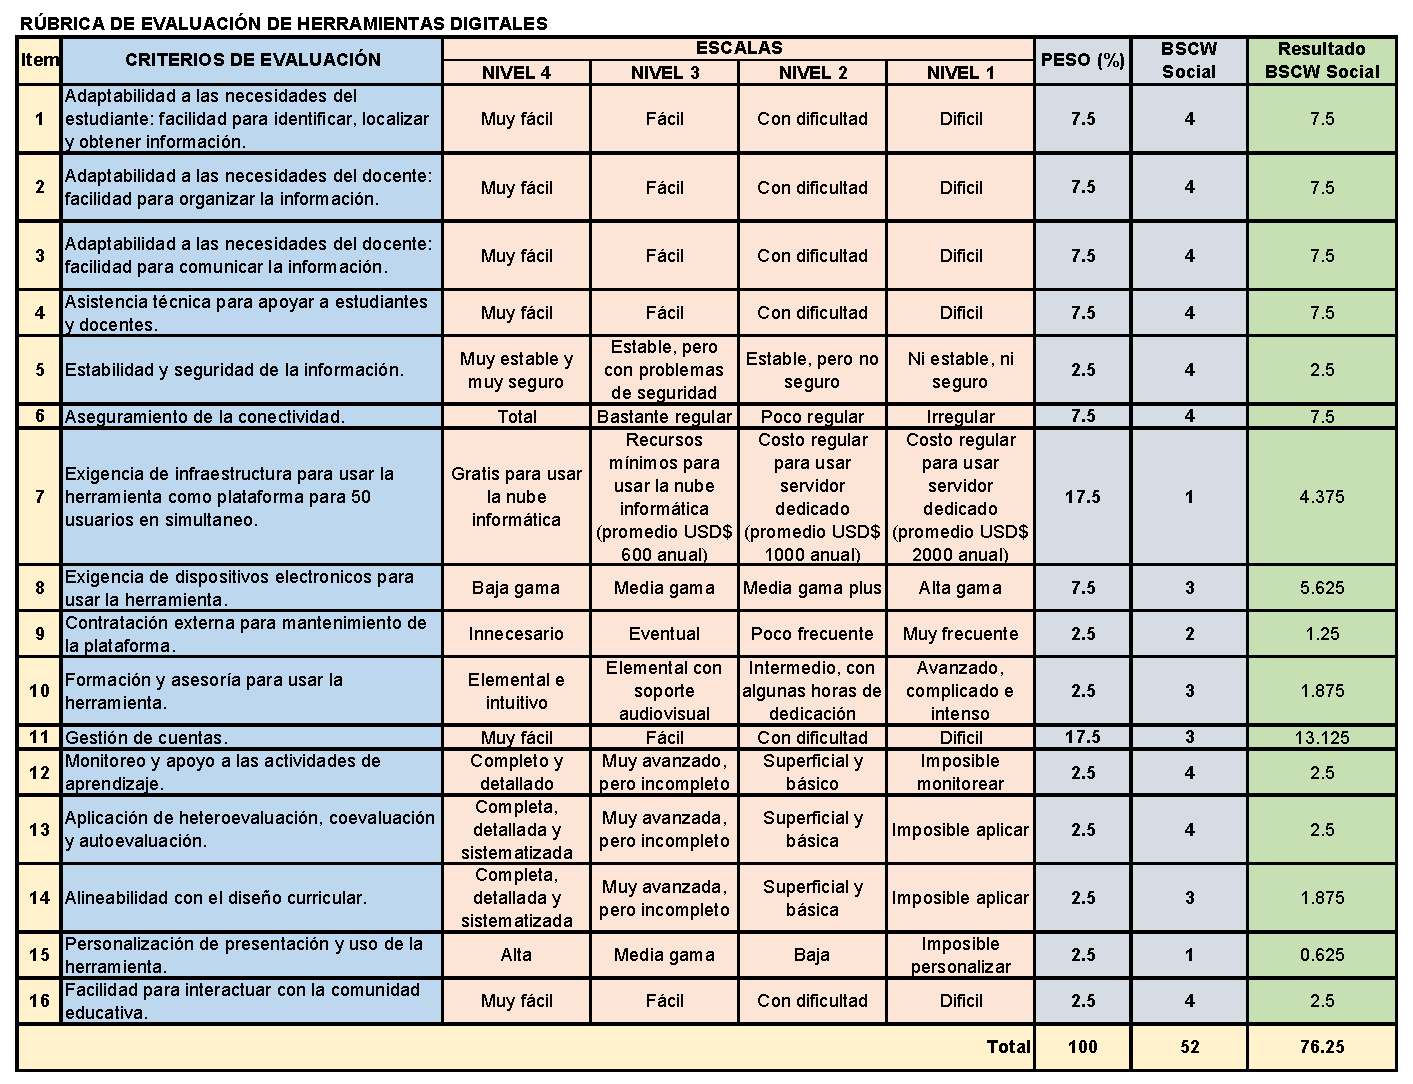 RÚBRICA DE EVALUACIÓN DE HERRAMIENTAS DIGITALES
Item
CRITERIOS DE EVALUACIÓN
ESCALAS
PESO (%)
BSCW
Social
Resultado
BSCW Social
NIVEL 4
NIVEL 3
NIVEL 2
NIVEL 1
1
Adaptabilidad a las necesidades del
estudiante: facilidad para identificar, localizar
y obtener información.
Muy fácil
Fácil
Con dificultad
Dificil
7.5
4
7.5
2
Adaptabilidad a las necesidades del docente:
facilidad para organizar la información.
Muy fácil
Fácil
Con dificultad
Dificil
7.5
4
7.5
3
Adaptabilidad a las necesidades del docente:
facilidad para comunicar la información.
Muy fácil
Fácil
Con dificultad
Dificil
7.5
4
7.5
4
Asistencia técnica para apoyar a estudiantes
y docentes.
Muy fácil
Fácil
Con dificultad
Dificil
7.5
4
7.5
5
Estabilidad y seguridad de la información.
Muy estable y
muy seguro
Estable, pero
con problemas
de seguridad
Estable, pero no
seguro
Ni estable, ni
seguro
2.5
4
2.5
6
Aseguramiento de la conectividad.
Total
Bastante regular
Poco regular
Irregular
7.5
4
7.5
7
Exigencia de infraestructura para usar la
herramienta como plataforma para 50
usuarios en simultaneo.
Gratis para usar
la nube
informática
Recursos
mínimos para
usar la nube
informática
(promedio USD$
600 anual)
Costo regular
para usar
servidor
dedicado
(promedio USD$
1000 anual)
Costo regular
para usar
servidor
dedicado
(promedio USD$
2000 anual)
17.5
1
4.375
8
Exigencia de dispositivos electronicos para
usar la herramienta.
Baja gama
Media gama
Media gama plus
Alta gama
7.5
3
5.625
9
Contratación externa para mantenimiento de
la plataforma.
Innecesario
Eventual
Poco frecuente
Muy frecuente
2.5
2
1.25
10
Formación y asesoría para usar la
herramienta.
Elemental e
intuitivo
Elemental con
soporte
audiovisual
Intermedio, con
algunas horas de
dedicación
Avanzado,
complicado e
intenso
2.5
3
1.875
11
Gestión de cuentas.
Muy fácil
Fácil
Con dificultad
Dificil
17.5
3
13.125
12
Monitoreo y apoyo a las actividades de
aprendizaje.
Completo y
detallado
Muy avanzado,
pero incompleto
Superficial y
básico
Imposible
monitorear
2.5
4
2.5
13
Aplicación de heteroevaluación, coevaluación
y autoevaluación.
Completa,
detallada y
sistematizada
Muy avanzada,
pero incompleto
Superficial y
básica
Imposible aplicar
2.5
4
2.5
14
Alineabilidad con el diseño curricular.
Completa,
detallada y
sistematizada
Muy avanzada,
pero incompleto
Superficial y
básica
Imposible aplicar
2.5
3
1.875
15
Personalización de presentación y uso de la
herramienta.
Alta
Media gama
Baja
Imposible
personalizar
2.5
1
0.625
16
Facilidad para interactuar con la comunidad
educativa.
Muy fácil
Fácil
Con dificultad
Dificil
2.5
4
2.5
Total
100
52
76.25